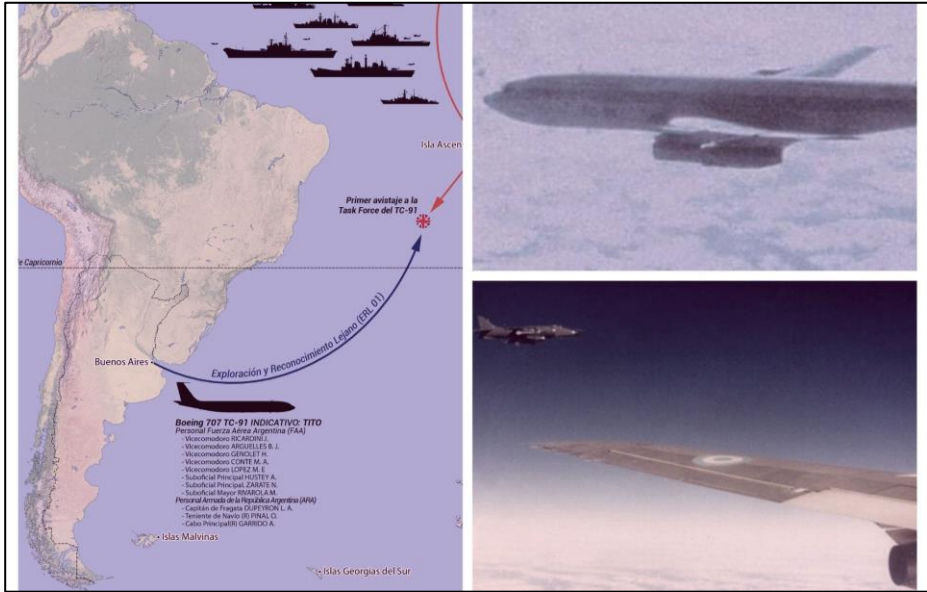 Isla Ascen
Primer avistaje a la
Task Force del TC-91
e Capricornio
Exploración y Reconocimiento Lejano (ERL 01)
Buenos Aires
Boeing 707 TC-91 INDICATIVO: TITO
Personal Fuerza Aérea Argentina (FAA)
- Vicecomodoro RICARDINI J.
- Vicecomodoro ARGUELLES B. J.
- Vicecomodoro GENOLET H.
- Vicecomodoro CONTE M. A.
- Vicecomodoro LOPEZ M. E
- Suboficial Principal HUSTEY A.
- Suboficial Principal ZARATE N.
- Suboficial Mayor RIVAROLA M.
Personal Armada de la República Argentina (ARA)
- Capitán de Fragata DUPEYRON L. A.
- Teniente de Navío (R) PINAL O.
- Cabo Principal(R) GARRIDO A.
Islas Malvinas
Islas Georgias del Sur